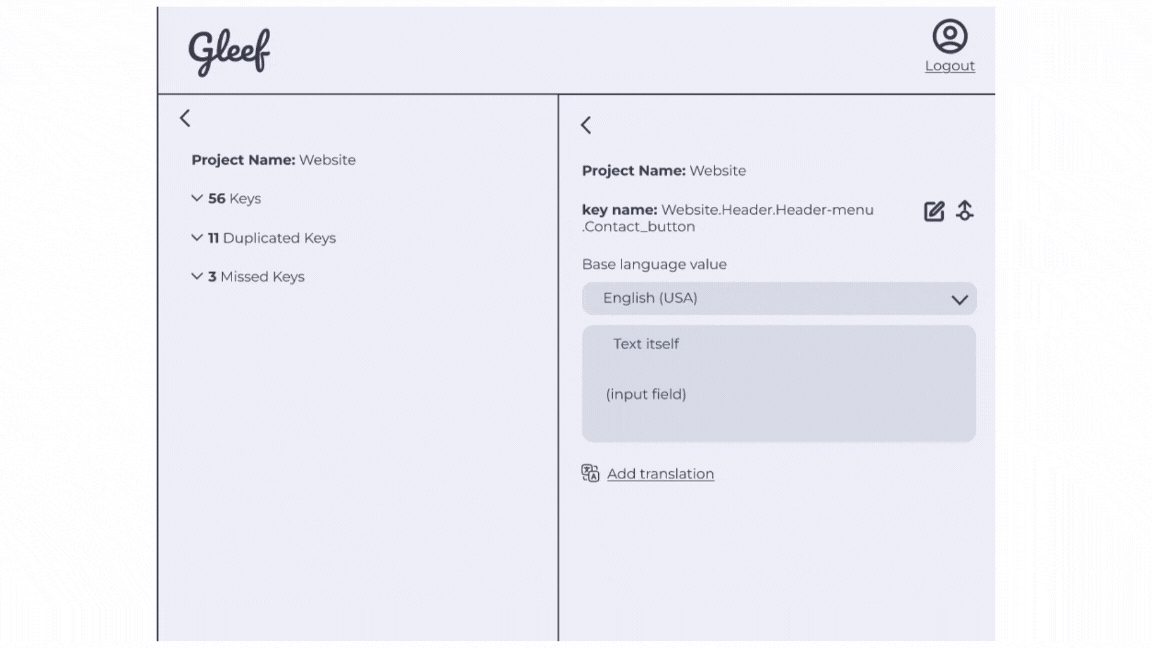 Gleef
Logout
Project Name: Website
56 Keys
11 Duplicated Keys
3 Missed Keys
Project Name: Website
key name: Website.Header.Header-menu
.Contact_button
Base language value
English (USA)
Text itself
(input field)
Add translation